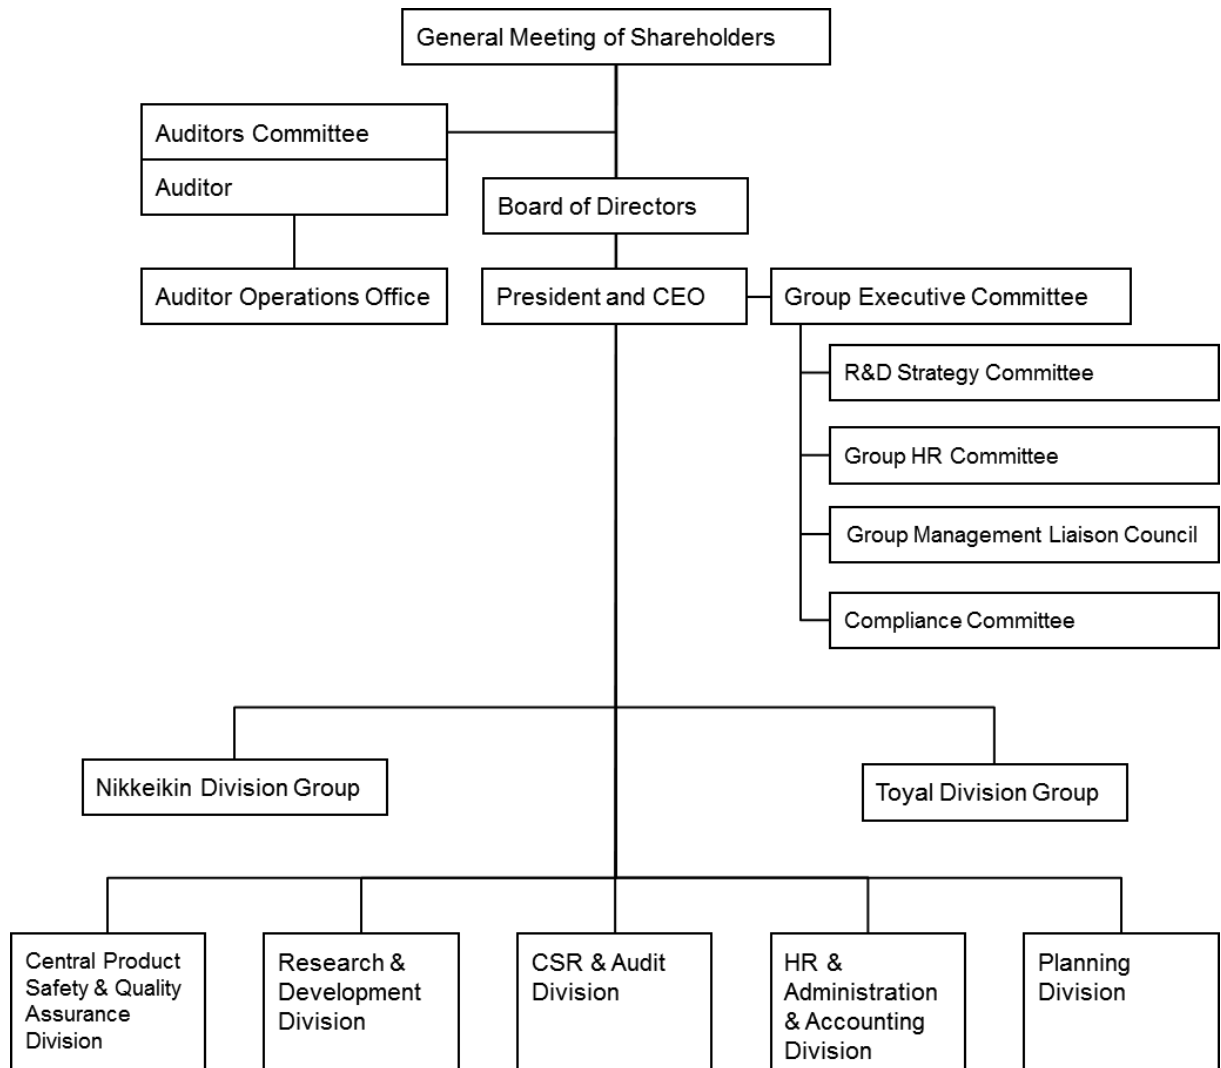 General Meeting of Shareholders
Auditors Committee
Auditor
Board of Directors
Auditor Operations Office
President and CEO
Group Executive Committee
R&D Strategy Committee
Group HR Committee
Group Management Liaison Council
Compliance Committee
Nikkeikin Division Group
Toyal Division Group
Central Product
Safety & Quality
Assurance
Division
Research &
Development
Division
CSR & Audit
Division
HR &
Administration
& Accounting
Division
Planning
Division